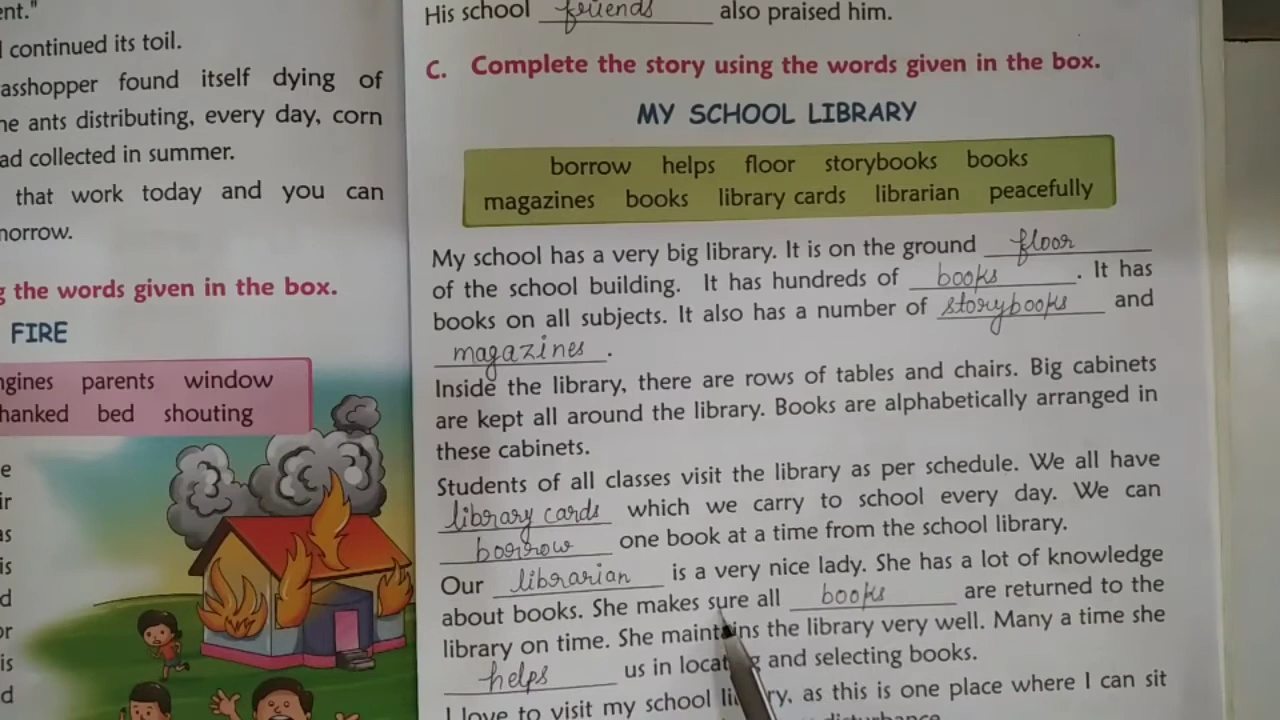 ent."
continued its toil.
asshopper found itself dying of
ne ants distributing, every day, corn
ad collected in summer.
that work today and you can
norrow.
g the words given in the box.
FIRE
ngines parents window
hanked bed shouting
His school friends also praised him.
C. Complete the story using the words given in the box.
MY SCHOOL LIBRARY
borrow helps floor storybooks books
magazines books library cards librarian peacefully
My school has a very big library. It is on the ground floor
of the school building. It has hundreds of books. It has
books on all subjects. It also has a number of storybooks and
magazines.
Inside the library, there are rows of tables and chairs. Big cabinets
are kept all around the library. Books are alphabetically arranged in
these cabinets.
Students of all classes visit the library as per schedule. We all have
library cards which we carry to school every day. We can
borrow one book at a time from the school library.
Our librarian is a very nice lady. She has a lot of knowledge
about books. She makes sure all books are returned to the
library on time. She maintains the library very well. Many a time she
helps us in locating and selecting books.
I love to visit my school library, as this is one place where I can sit